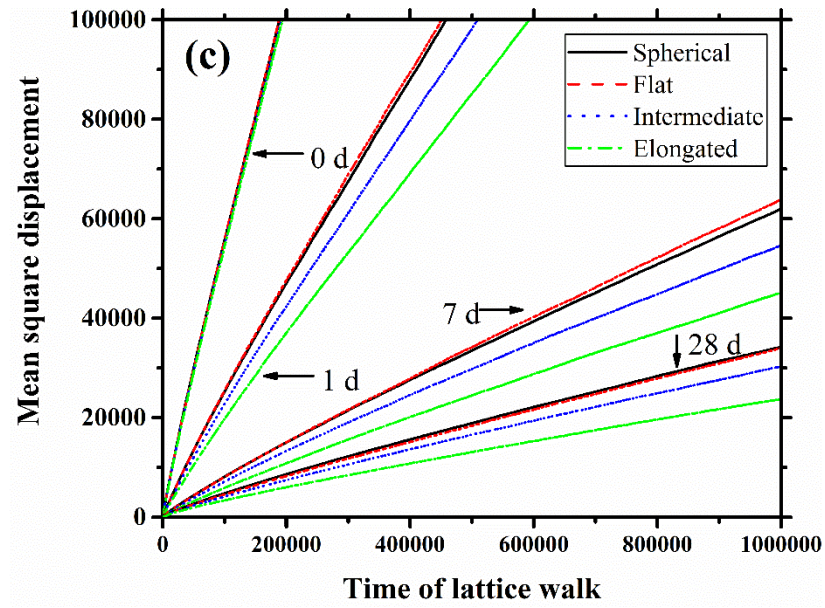 (c)
Spherical
Flat
Intermediate
Elongated
0 d
7 d
28 d
1 d
100000
80000
60000
40000
20000
0
0 200000 400000 600000 800000 1000000
Mean square displacement
Time of lattice walk